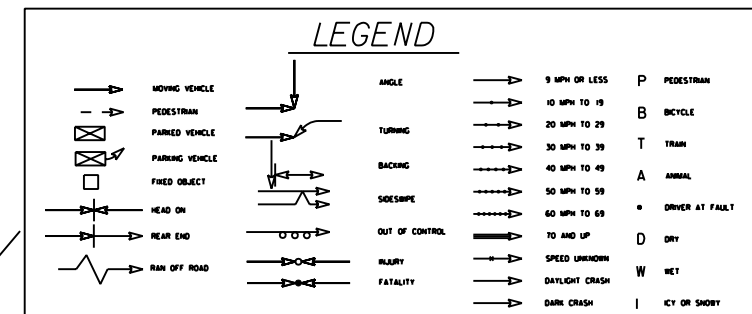 LEGEND
MOVING VEHICLE
PEDESTRIAN
PARKED VEHICLE
PARKING VEHICLE
FIXED OBJECT
HEAD ON
REAR END
RAN OFF ROAD
ANGLE
TURNING
BACKING
SIDESWIPE
OUT OF CONTROL
INJURY
FATALITY
9 MPH OR LESS
10 MPH TO 19
20 MPH TO 29
30 MPH TO 39
40 MPH TO 49
50 MPH TO 59
60 MPH TO 69
70 AND UP
SPEED UNKNOWN
DAYLIGHT CRASH
DARK CRASH
P PEDESTRIAN
B BICYCLE
T TRAIN
A ANIMAL
DRIVER AT FAULT
D DRY
W WET
I ICY OR SNOWY